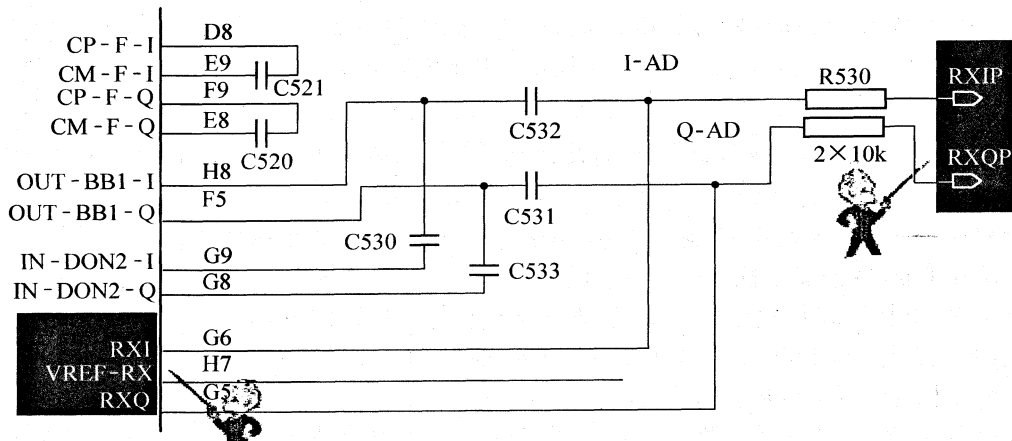 CP-F-I D8
CM-F-I E9
C521
CP-F-Q F9
CM-F-Q E8
C520
I-AD
R530
RXIP
C532
Q-AD
2×10k
RXQP
OUT-BB1-I H8
OUT-BB1-Q F5
C531
C530
IN-DON2-I G9
C533
IN-DON2-Q G8
RXI G6
VREF-RX H7
RXQ G5